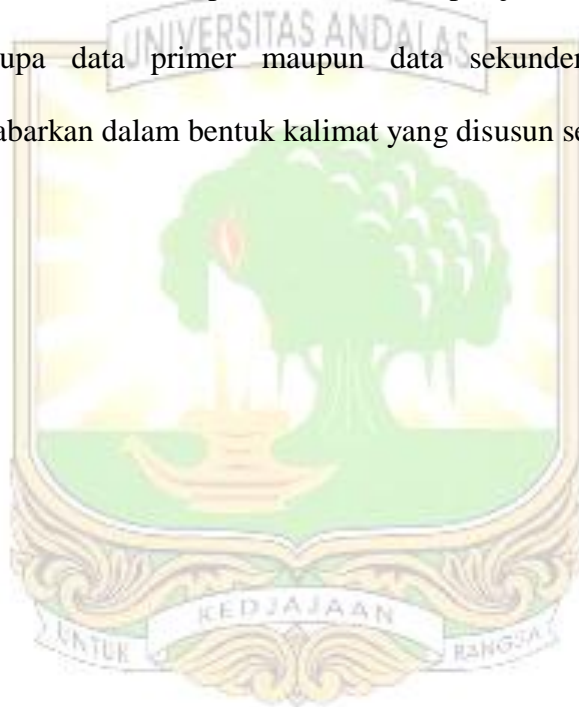 UNIVERSITAS ANDALAS
upa data primer maupun data sekunder
abarkan dalam bentuk kalimat yang disusun se
UNTUK KEDJAJAAN BANGSA